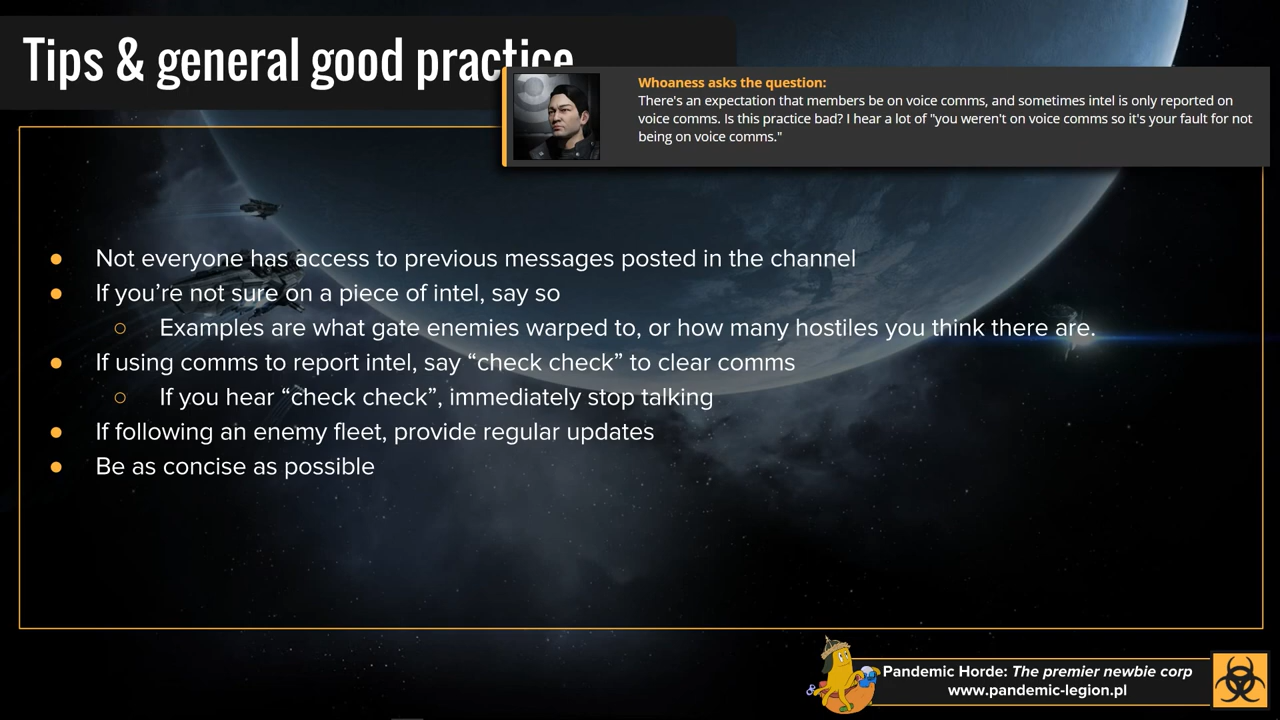 Tips & general good practice
Whoaness asks the question:
There's an expectation that members be on voice comms, and sometimes intel is only reported on
voice comms. Is this practice bad? I hear a lot of "you weren't on voice comms so it's your fault for not
being on voice comms."
● Not everyone has access to previous messages posted in the channel
● If you’re not sure on a piece of intel, say so
○ Examples are what gate enemies warped to, or how many hostiles you think there are.
● If using comms to report intel, say “check check” to clear comms
○ If you hear “check check”, immediately stop talking
● If following an enemy fleet, provide regular updates
● Be as concise as possible
Pandemic Horde: The premier newbie corp
www.pandemic-legion.pl